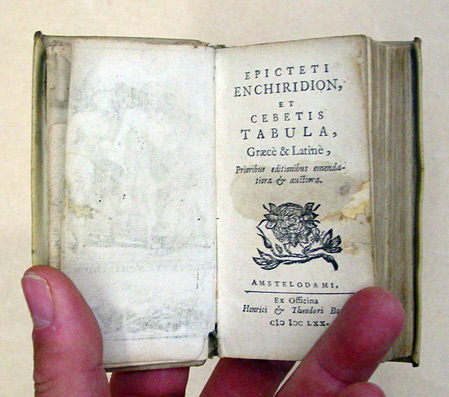 EPICTETI
ENCHIRIDION,
ET
CEBETIS
TABULA,
Græcè & Latinè,
Prioribus editionibus emenda-
tiora & auctiora.
AMSTELODAMI,
Ex Officina
Henrici & Theodori
cIɔ Iɔc LXX.